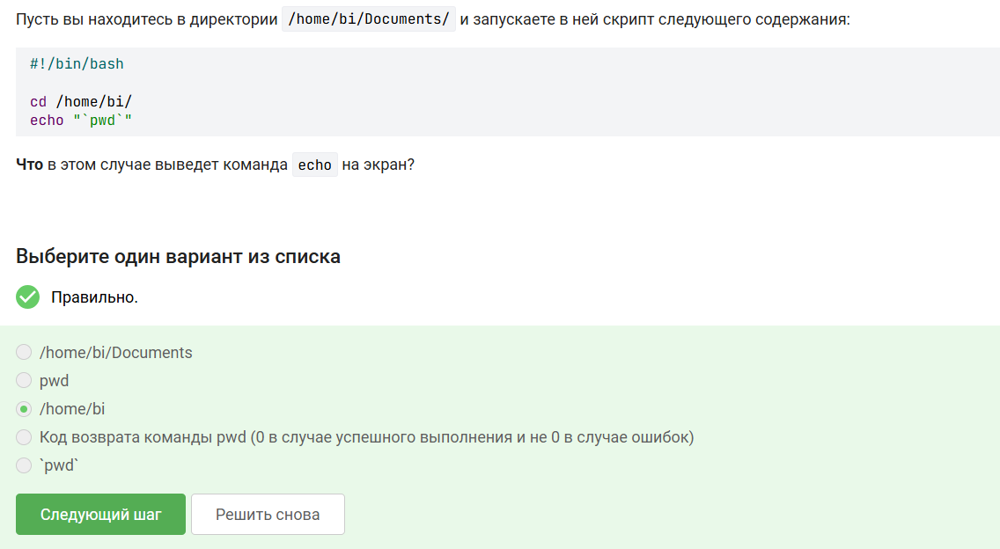 Пусть вы находитесь в директории /home/bi/Documents/ и запускаете в ней скрипт следующего содержания:
#!/bin/bash
cd /home/bi/
echo "`pwd`"
Что в этом случае выведет команда echo на экран?
Выберите один вариант из списка
Правильно.
/home/bi/Documents
pwd
/home/bi
Код возврата команды pwd (0 в случае успешного выполнения и не 0 в случае ошибок)
`pwd`
Следующий шаг
Решить снова